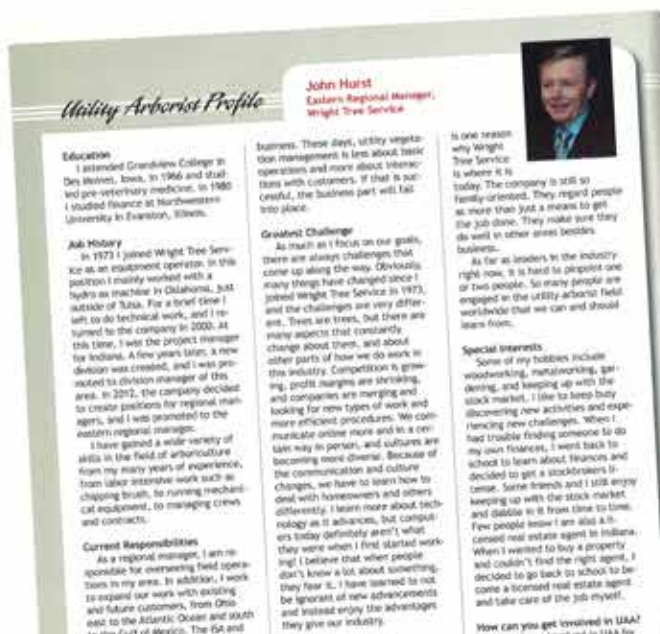 Utility Arborist Profile
John Hurst
Eastern Regional Manager,
Wright Tree Service
Education
I attended Grandview College in
Des Moines, Iowa, in 1966 and stud-
ied pre-veterinary medicine. In 1980
I studied finance at Northwestern
University in Evanston, Illinois.
Job History
In 1973 I joined Wright Tree Serv-
ice as an equipment operator. In this
position I mainly worked with a
hydro ax machine in Oklahoma, just
outside of Tulsa. For a brief time I
left to do technical work, and I re-
turned to the company in 2000. At
this time, I was the project manager
for Indiana. A few years later, a new
division was created, and I was pro-
moted to division manager of this
area. In 2012, the company decided
to create positions for regional man-
agers, and I was promoted to the
eastern regional manager.
I have gained a wide variety of
skills in the field of arboriculture
from my many years of experience,
from labor intensive work such as
chipping brush, to running mechani-
cal equipment, to managing crews
and contracts.
Current Responsibilities
As a regional manager, I am re-
sponsible for overseeing field opera-
tions in my area. In addition, I work
to expand our work with existing
and future customers, from Ohio
east to the Atlantic Ocean and south
to the Gulf of Mexico. The ISA and
business. These days, utility vegeta-
tion management is less about basic
operations and more about interac-
tions with customers. If that is suc-
cessful, the business part will fall
into place.
Greatest Challenge
As much as I focus on our goals,
there are always challenges that
come up along the way. Obviously,
many things have changed since I
joined Wright Tree Service in 1973,
and the challenges are very differ-
ent. Trees are trees, but there are
many aspects that constantly
change about them, and about
other parts of how we do work in
this industry. Competition is grow-
ing, profit margins are shrinking,
and companies are merging and
looking for new types of work and
more efficient procedures. We com-
municate online more and in a cer-
tain way in person, and cultures are
becoming more diverse. Because of
the communication and culture
changes, we have to learn how to
deal with homeowners and others
differently. I learn more about tech-
nology as it advances, but comput-
ers today definitely aren't what
they were when I first started work-
ing! I believe that when people
don't know a lot about something,
they fear it. I have learned to not
be ignorant of new advancements
and instead enjoy the advantages
they give our industry.
is one reason
why Wright
Tree Service
is where it is
today. The company is still so
family-oriented. They regard people
as more than just a means to get
the job done. They make sure they
do well in other areas besides
business.
As far as leaders in the industry
right now, it is hard to pinpoint one
or two people. So many people are
engaged in the utility arborist field
worldwide that we can and should
learn from.
Special Interests
Some of my hobbies include
woodworking, metalworking, gar-
dening, and keeping up with the
stock market. I like to keep busy
discovering new activities and expe-
riencing new challenges. When I
had trouble finding someone to do
my own finances, I went back to
school to learn about finances and
decided to get a stockbrokers li-
cense. Some friends and I still enjoy
keeping up with the stock market
and dabble in it from time to time.
Few people know I am also a li-
censed real estate agent in Indiana.
When I wanted to buy a property
and couldn't find the right agent, I
decided to go back to school to be-
come a licensed real estate agent
and take care of the job myself.
How can you get involved in UAA?